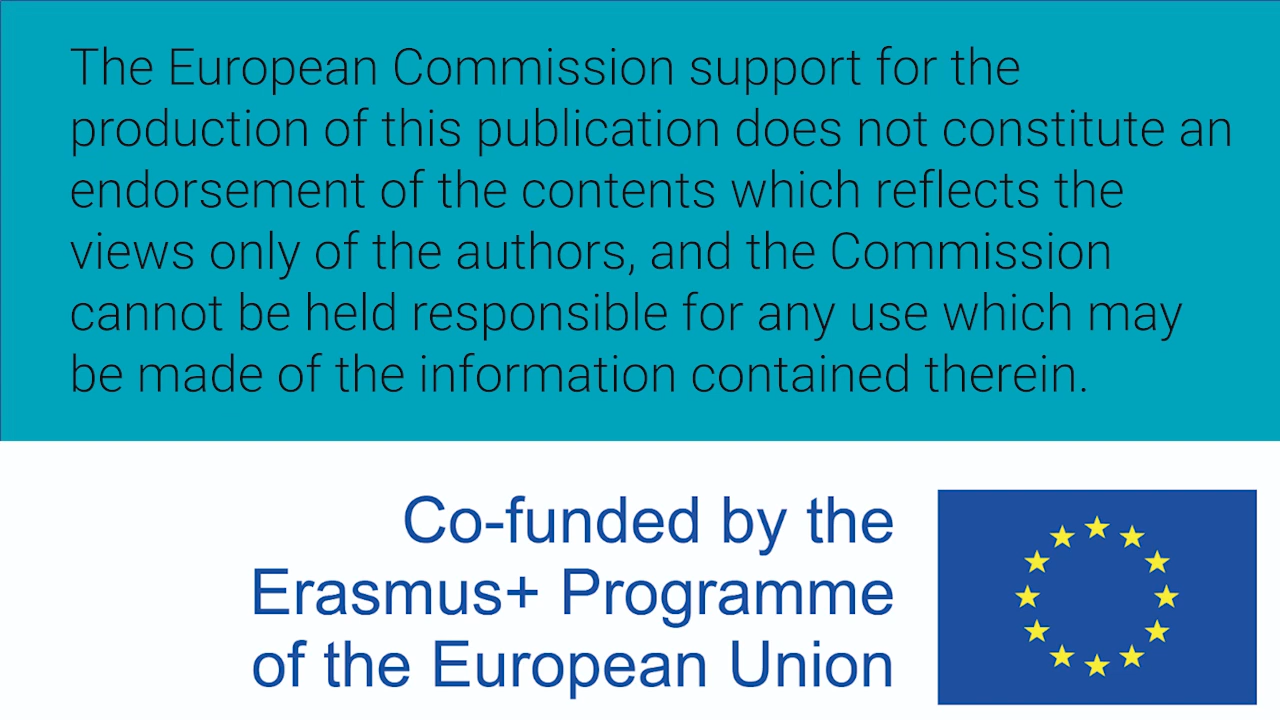 The European Commission support for the
production of this publication does not constitute an
endorsement of the contents which reflects the
views only of the authors, and the Commission
cannot be held responsible for any use which may
be made of the information contained therein.
Co-funded by the
Erasmus+ Programme
of the European Union